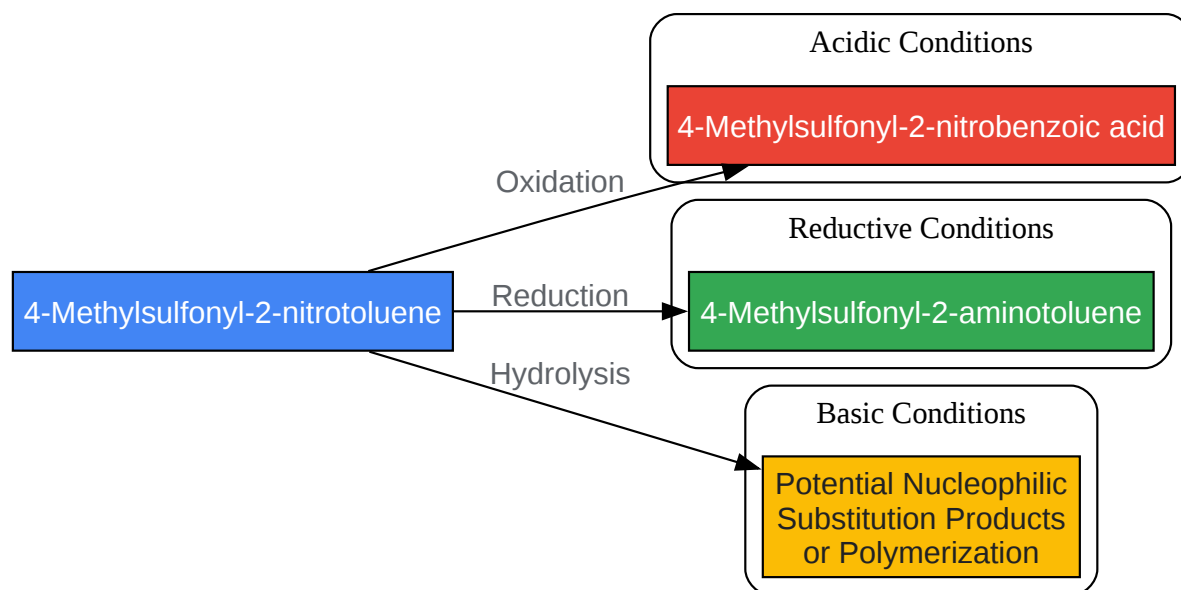 Acidic Conditions
4-Methylsulfonyl-2-nitrobenzoic acid
Oxidation
Reductive Conditions
4-Methylsulfonyl-2-nitrotoluene
Reduction
4-Methylsulfonyl-2-aminotoluene
Hydrolysis
Basic Conditions
Potential Nucleophilic
Substitution Products
or Polymerization